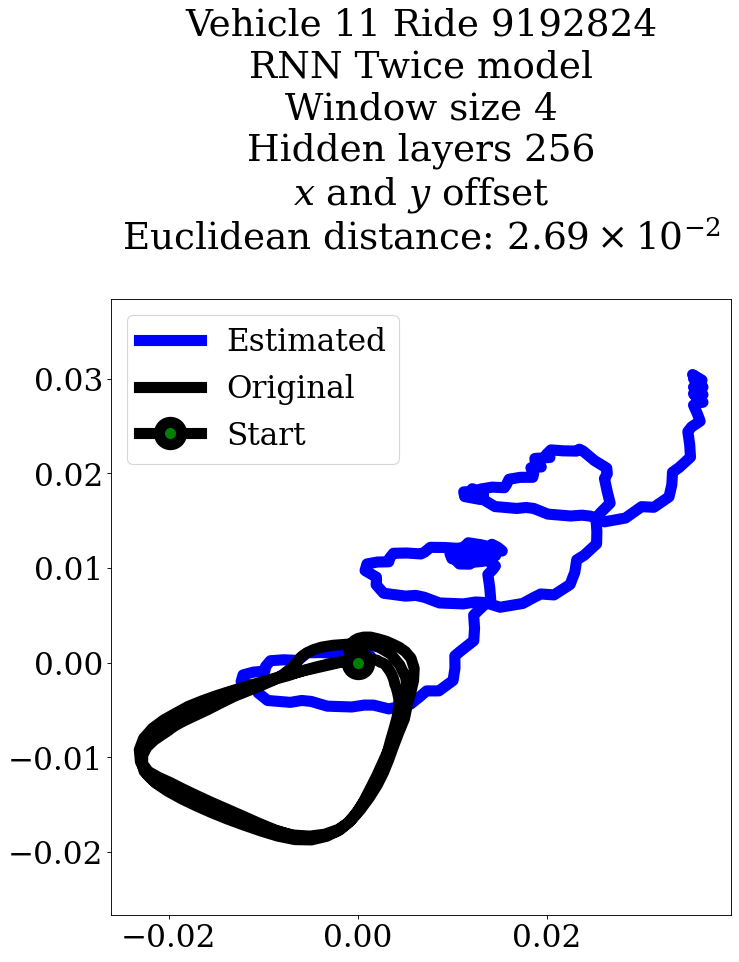 Vehicle 11 Ride 9192824
RNN Twice model
Window size 4
Hidden layers 256
x and y offset
Euclidean distance: 2.69 × 10⁻²
Estimated
Original
Start
0.03
0.02
0.01
0.00
−0.01
−0.02
−0.02 0.00 0.02